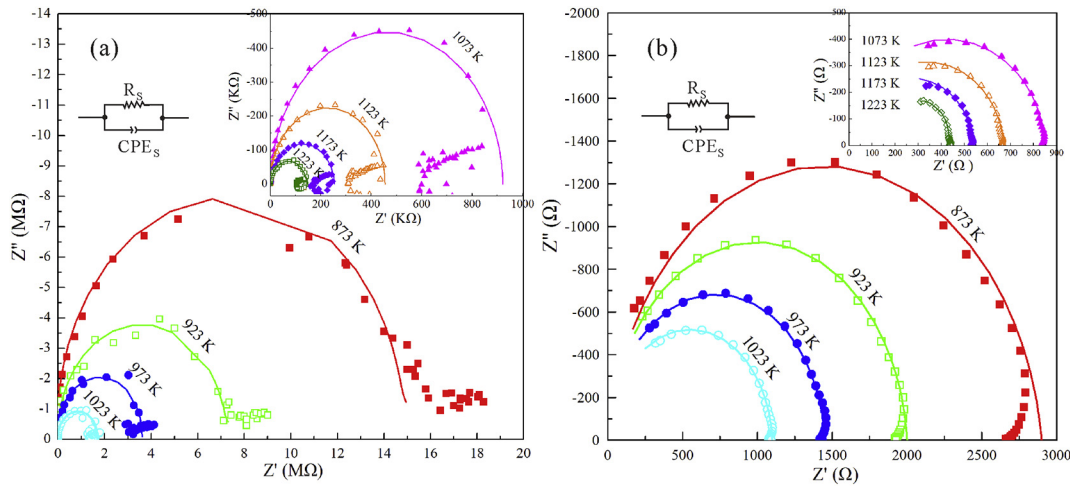 (a)
R_S
CPE_S
Z'' (MΩ)
-14
-13
-12
-11
-10
-9
-8
-7
-6
-5
-4
-3
-2
-1
0
0
2
4
6
8
10
12
14
16
18
20
Z' (MΩ)
873 K
923 K
973 K
1023 K
Z'' (KΩ)
-500
-400
-300
-200
-100
0
0
200
400
600
800
1000
Z' (KΩ)
1073 K
1123 K
1173 K
1223 K
(b)
R_S
CPE_S
Z'' (Ω)
-2000
-1800
-1600
-1400
-1200
-1000
-800
-600
-400
-200
0
0
500
1000
1500
2000
2500
3000
Z' (Ω)
873 K
923 K
973 K
1023 K
Z'' (Ω)
-500
-400
-300
-200
-100
0
0
100
200
300
400
500
600
700
800
900
Z' (Ω)
1073 K
1123 K
1173 K
1223 K